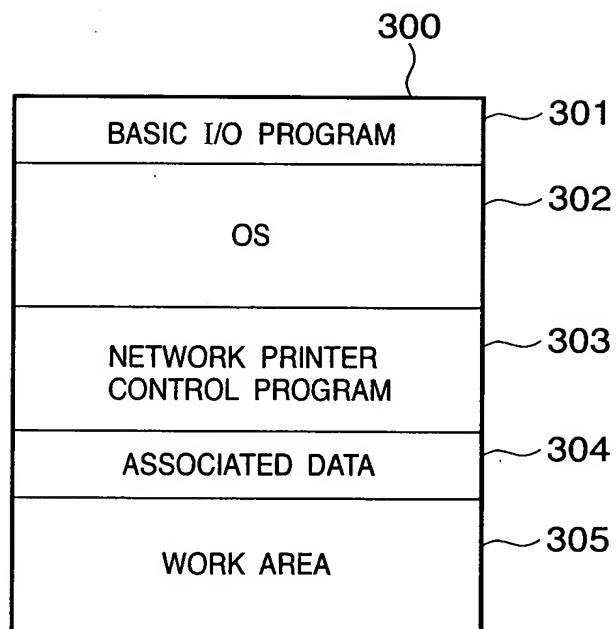 300
BASIC I/O PROGRAM
301
OS
302
NETWORK PRINTER
CONTROL PROGRAM
303
ASSOCIATED DATA
304
WORK AREA
305